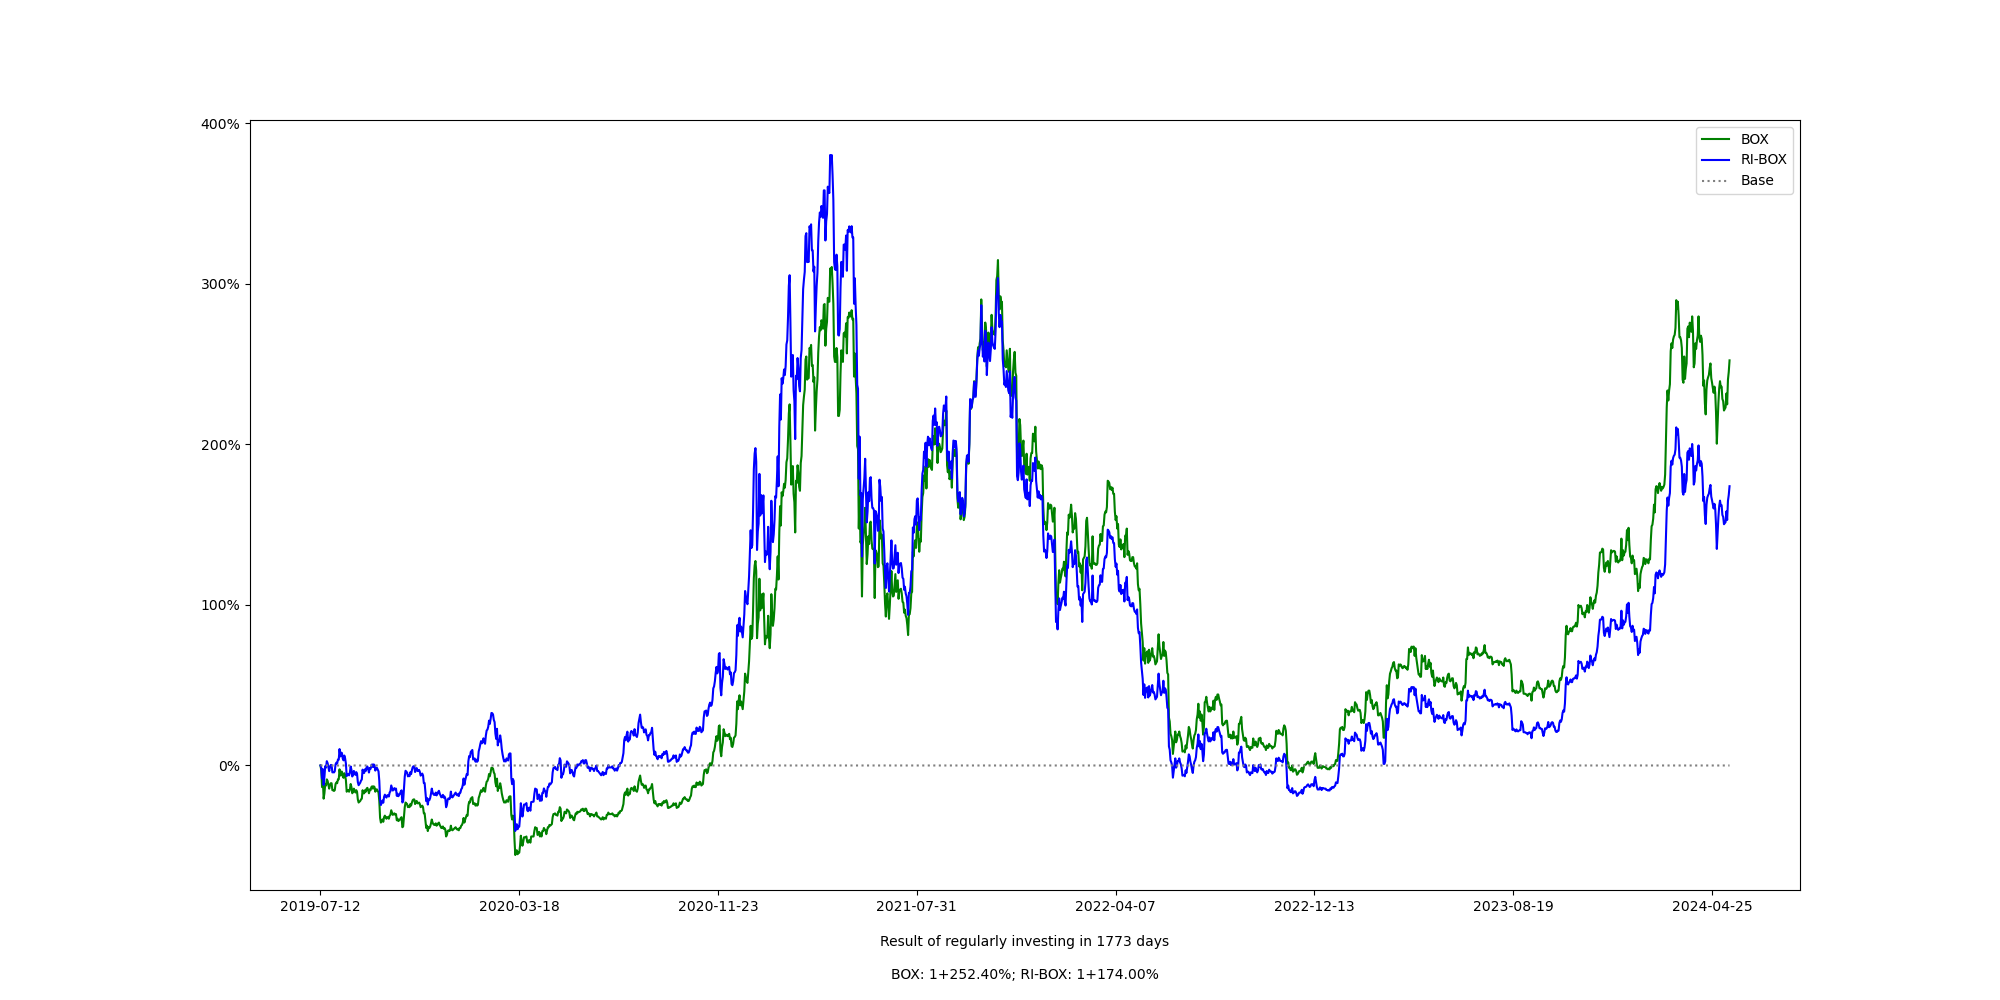 400%
300%
200%
100%
0%
BOX
RI-BOX
Base
2019-07-12 2020-03-18 2020-11-23 2021-07-31 2022-04-07 2022-12-13 2023-08-19 2024-04-25
Result of regularly investing in 1773 days
BOX: 1+252.40%; RI-BOX: 1+174.00%